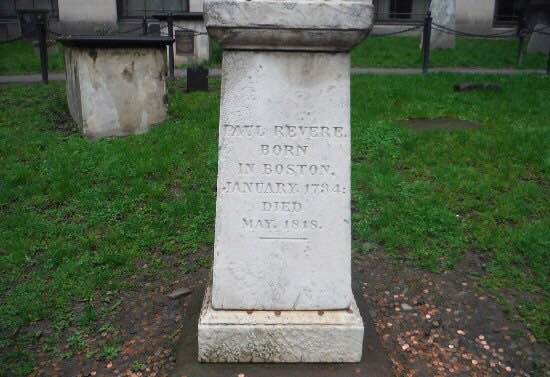 PAUL REVERE.
BORN
IN BOSTON,
JANUARY, 1734:
DIED
MAY, 1818.